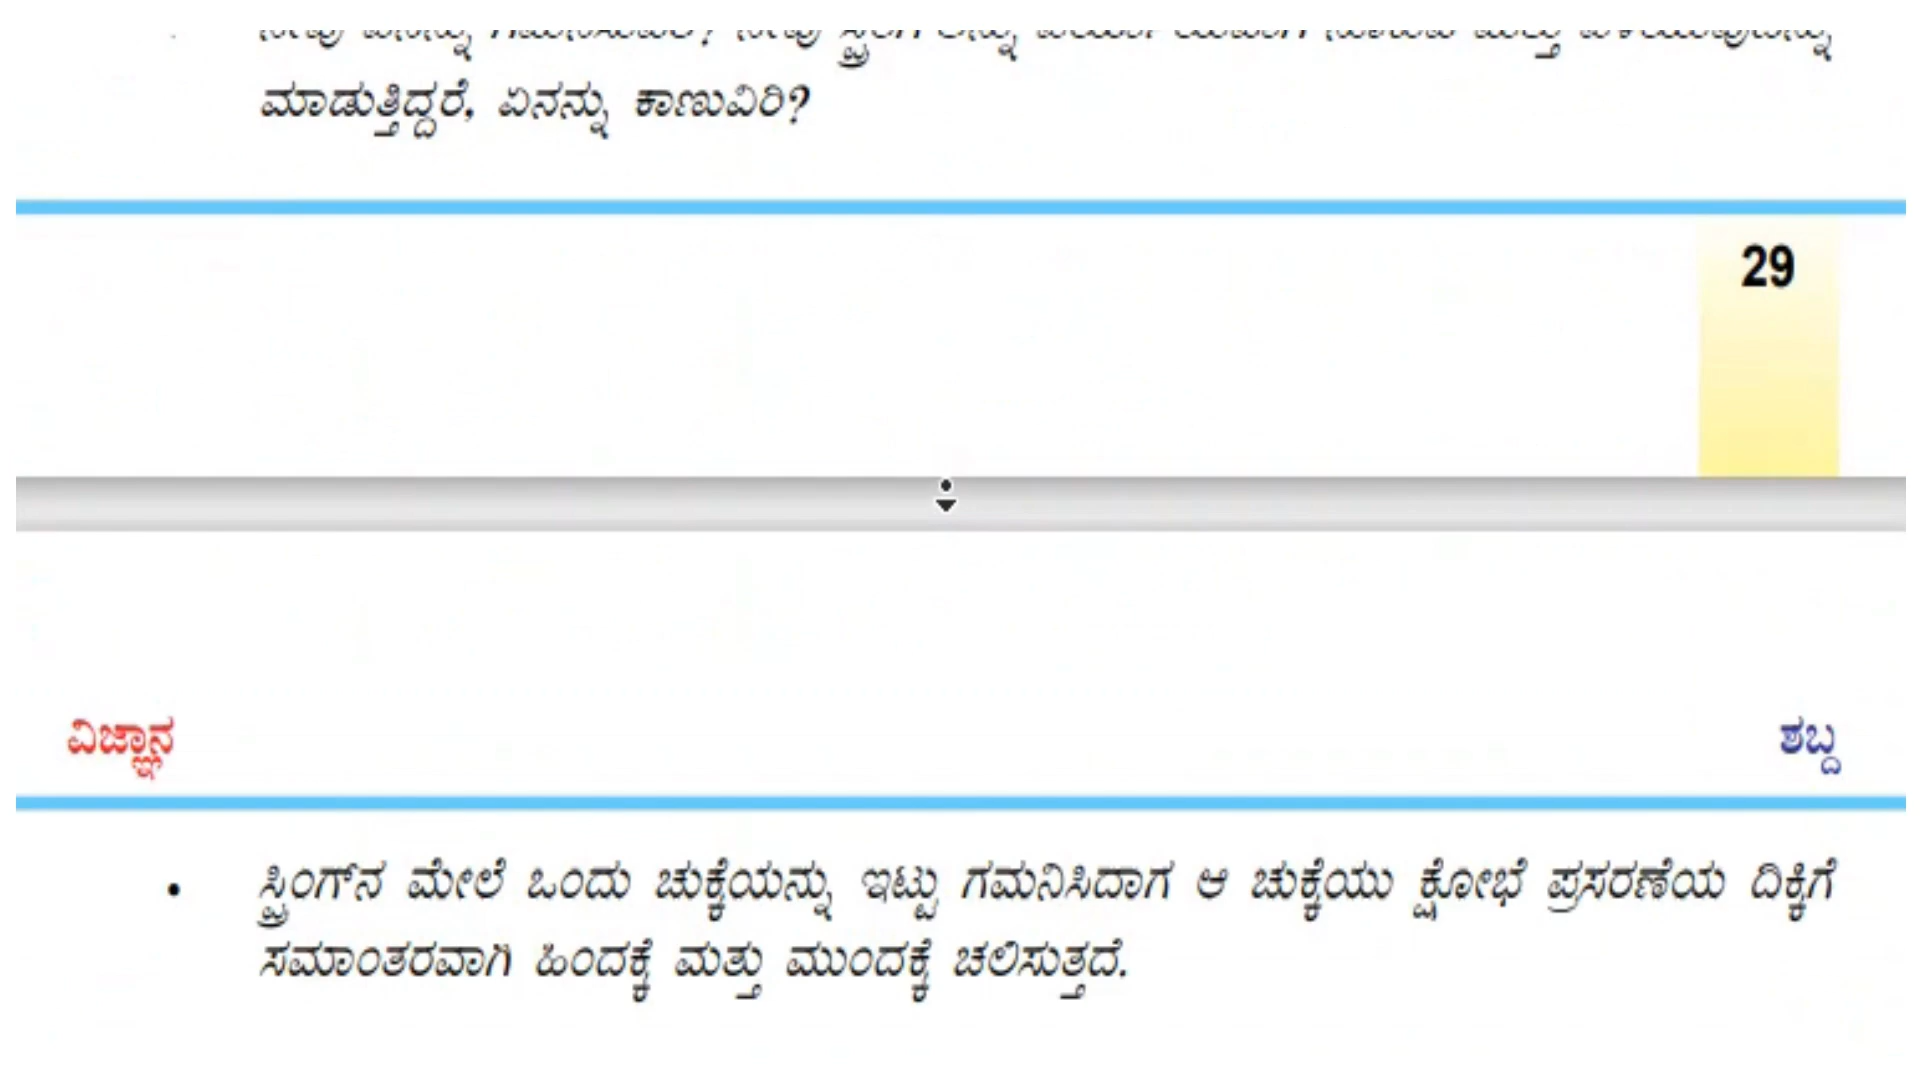 ಮಾಡುತ್ತಿದ್ದರೆ, ಏನನ್ನು ಕಾಣುವಿರಿ?
29
ವಿಜ್ಞಾನ
ಶಬ್ದ
• ಸ್ಪ್ರಿಂಗ್‌ನ ಮೇಲೆ ಒಂದು ಚುಕ್ಕೆಯನ್ನು ಇಟ್ಟು ಗಮನಿಸಿದಾಗ ಆ ಚುಕ್ಕೆಯು ಕ್ಷೋಭೆ ಪ್ರಸರಣೆಯ ದಿಕ್ಕಿಗೆ
ಸಮಾಂತರವಾಗಿ ಹಿಂದಕ್ಕೆ ಮತ್ತು ಮುಂದಕ್ಕೆ ಚಲಿಸುತ್ತದೆ.